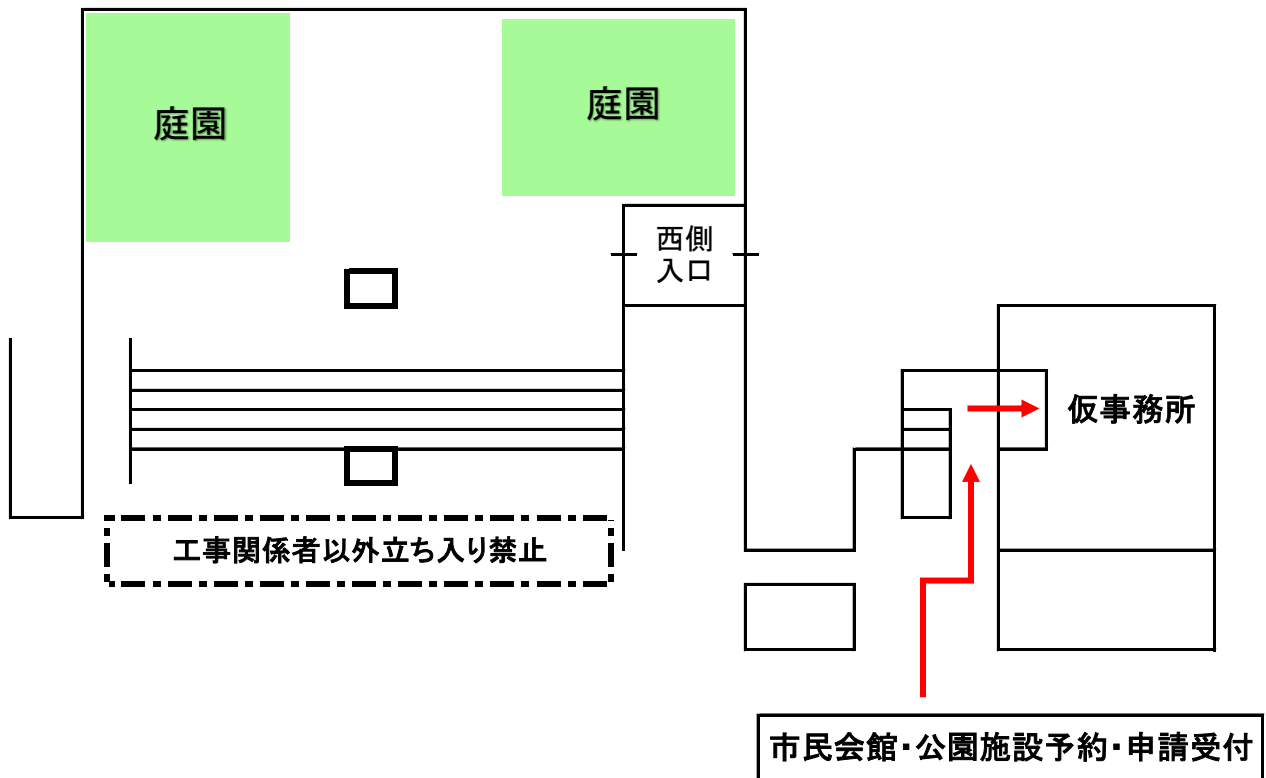 庭園
庭園
西側
入口
仮事務所
工事関係者以外立ち入り禁止
市民会館・公園施設予約・申請受付